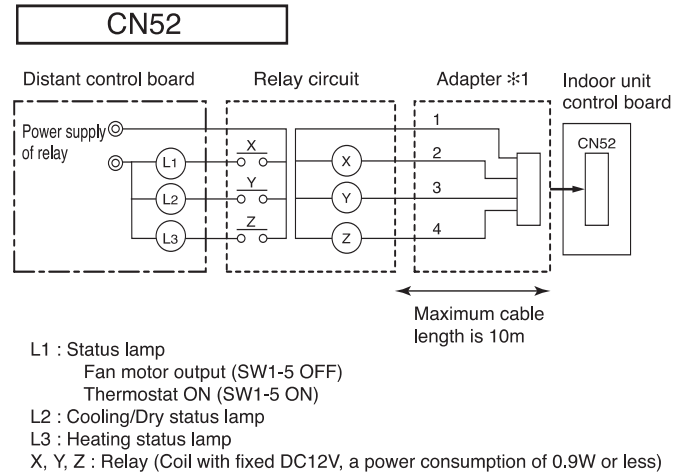 CN52
Distant control board
Relay circuit
Adapter ✻1
Indoor unit
control board
Power supply
of relay
L1
L2
L3
X
Y
Z
X
Y
Z
1
2
3
4
CN52
Maximum cable
length is 10m
L1 : Status lamp
Fan motor output (SW1-5 OFF)
Thermostat ON (SW1-5 ON)
L2 : Cooling/Dry status lamp
L3 : Heating status lamp
X, Y, Z : Relay (Coil with fixed DC12V, a power consumption of 0.9W or less)